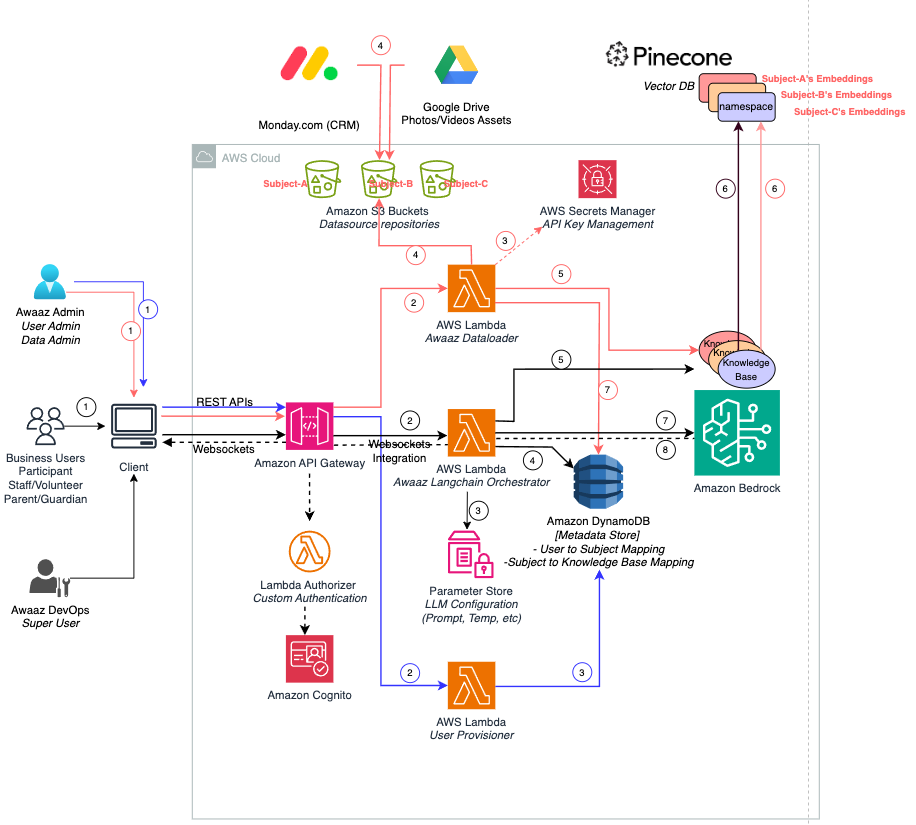 4
Pinecone
Vector DB
Subject-A's Embeddings
Subject-B's Embeddings
namespace
Subject-C's Embeddings
Monday.com (CRM)
Google Drive
Photos/Videos Assets
AWS Cloud
Subject-A
Subject-B
Subject-C
Amazon S3 Buckets
Datasource repositories
AWS Secrets Manager
API Key Management
6
6
3
4
5
2
AWS Lambda
Awaaz Dataloader
Awaaz Admin
User Admin
Data Admin
1
1
Know
Kno
Knowledge
Base
5
7
1
REST APIs
2
7
8
Websockets
Websockets
Integration
Business Users
Participant
Staff/Volunteer
Parent/Guardian
Client
Amazon API Gateway
4
AWS Lambda
Awaaz Langchain Orchestrator
Amazon Bedrock
3
Amazon DynamoDB
[Metadata Store]
- User to Subject Mapping
-Subject to Knowledge Base Mapping
Lambda Authorizer
Custom Authentication
Parameter Store
LLM Configuration
(Prompt, Temp, etc)
Awaaz DevOps
Super User
Amazon Cognito
2
3
AWS Lambda
User Provisioner